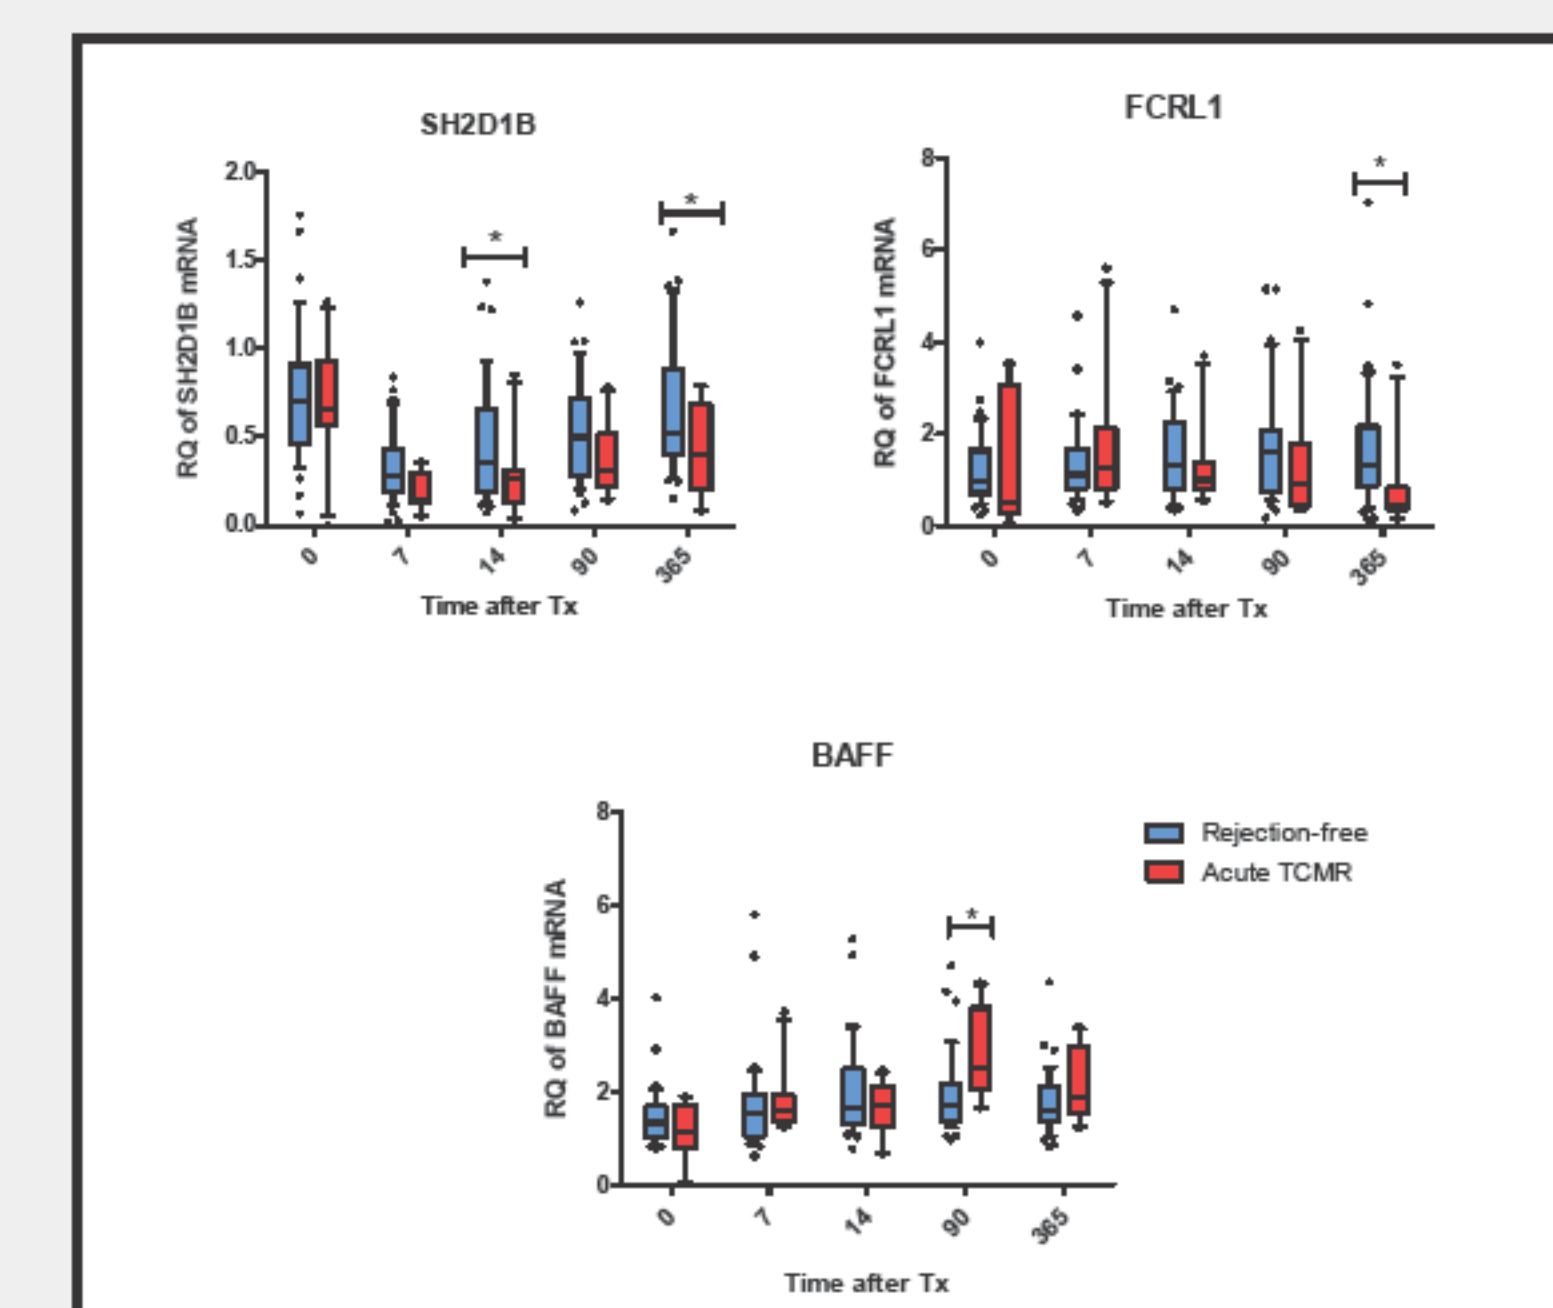 SH2D1B
RQ of SH2D1B mRNA
2.0
1.5
1.0
0.5
0.0
*
*
0 7 14 90 365
Time after Tx
FCRL1
RQ of FCRL1 mRNA
8
6
4
2
0
*
0 7 14 90 365
Time after Tx
BAFF
RQ of BAFF mRNA
8
6
4
2
0
*
0 7 14 90 365
Time after Tx
Rejection-free
Acute TCMR